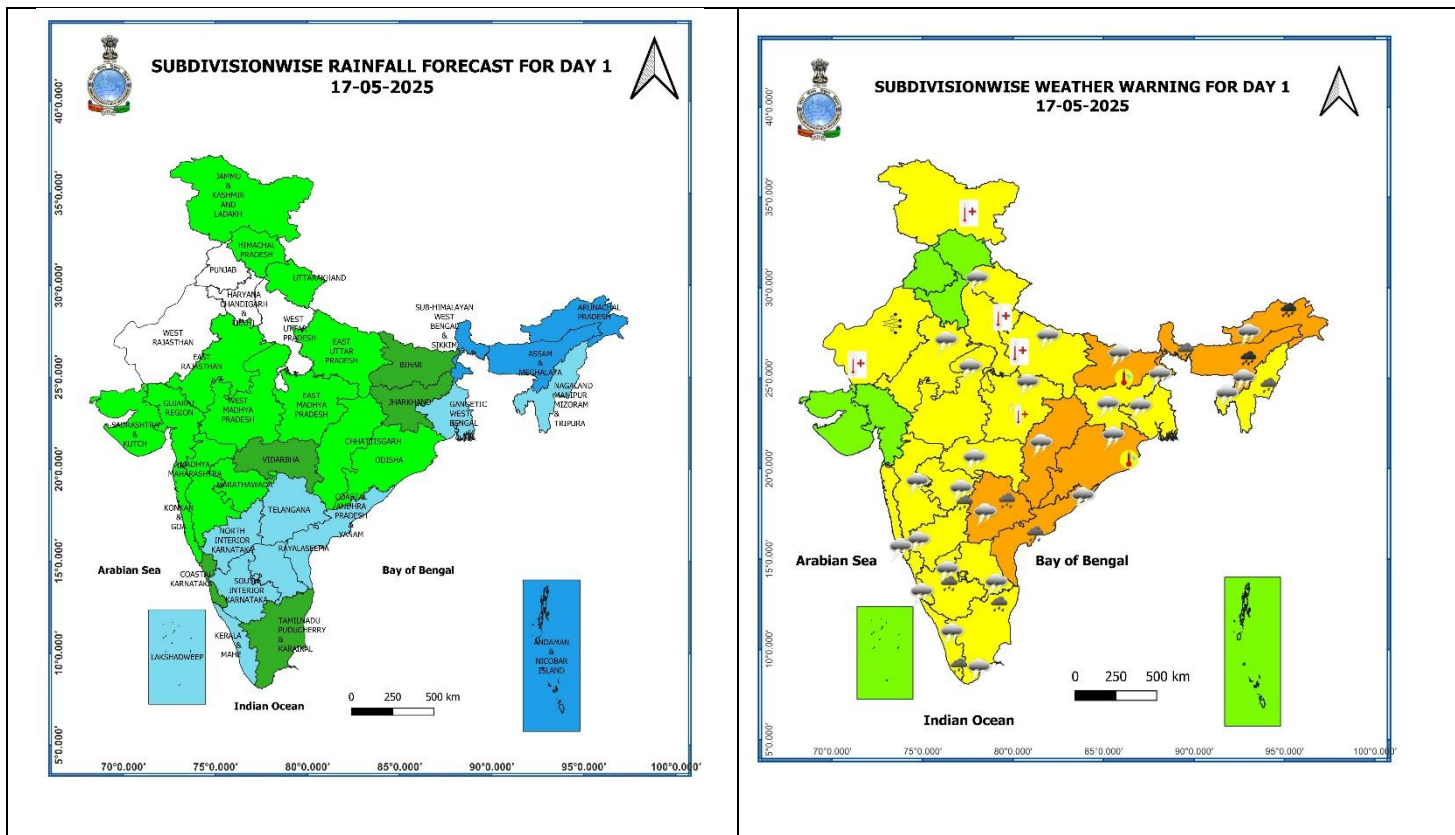 SUBDIVISIONWISE RAINFALL FORECAST FOR DAY 1
17-05-2025
40°0.000'
35°0.000'
30°0.000'
25°0.000'
20°0.000'
15°0.000'
10°0.000'
5°0.000'
JAMMU
&
KASHMIR
AND
LADAKH
HIMACHAL
PRADESH
PUNJAB
UTTARAKHAND
HARYANA
CHANDIGARH
&
DELHI
WEST
UTTAR
PRADESH
SUB-HIMALAYAN
WEST
BENGAL
&
SIKKIM
ARUNACHAL
PRADESH
WEST
RAJASTHAN
EAST
UTTAR
PRADESH
EAST
RAJASTHAN
BIHAR
ASSAM
&
MEGHALAYA
NAGALAND
MANIPUR
MIZORAM
&
TRIPURA
GUJARAT
REGION
WEST
MADHYA
PRADESH
EAST
MADHYA
PRADESH
JHARKHAND
GANGETIC
WEST
BENGAL
SAURASHTRA
&
KUTCH
CHHATTISGARH
ODISHA
VIDARBHA
MADHYA
MAHARASHTRA
MARATHAWADA
KONKAN
&
GOA
TELANGANA
COASTAL
ANDHRA
PRADESH
&
YANAM
NORTH
INTERIOR
KARNATAKA
RAYALASEEMA
COASTAL
KARNATAKA
SOUTH
INTERIOR
KARNATAKA
TAMILNADU
PUDUCHERRY
&
KARAIKAL
KERALA
&
MAHE
LAKSHADWEEP
ANDAMAN
&
NICOBAR
ISLAND
Arabian Sea
Bay of Bengal
Indian Ocean
0 250 500 km
70°0.000' 75°0.000' 80°0.000' 85°0.000' 90°0.000' 95°0.000' 100°0.000'
SUBDIVISIONWISE WEATHER WARNING FOR DAY 1
17-05-2025
40°0.000'
35°0.000'
30°0.000'
25°0.000'
20°0.000'
15°0.000'
10°0.000'
5°0.000'
Arabian Sea
Bay of Bengal
Indian Ocean
0 250 500 km
70°0.000' 75°0.000' 80°0.000' 85°0.000' 90°0.000' 95°0.000' 100°0.000'